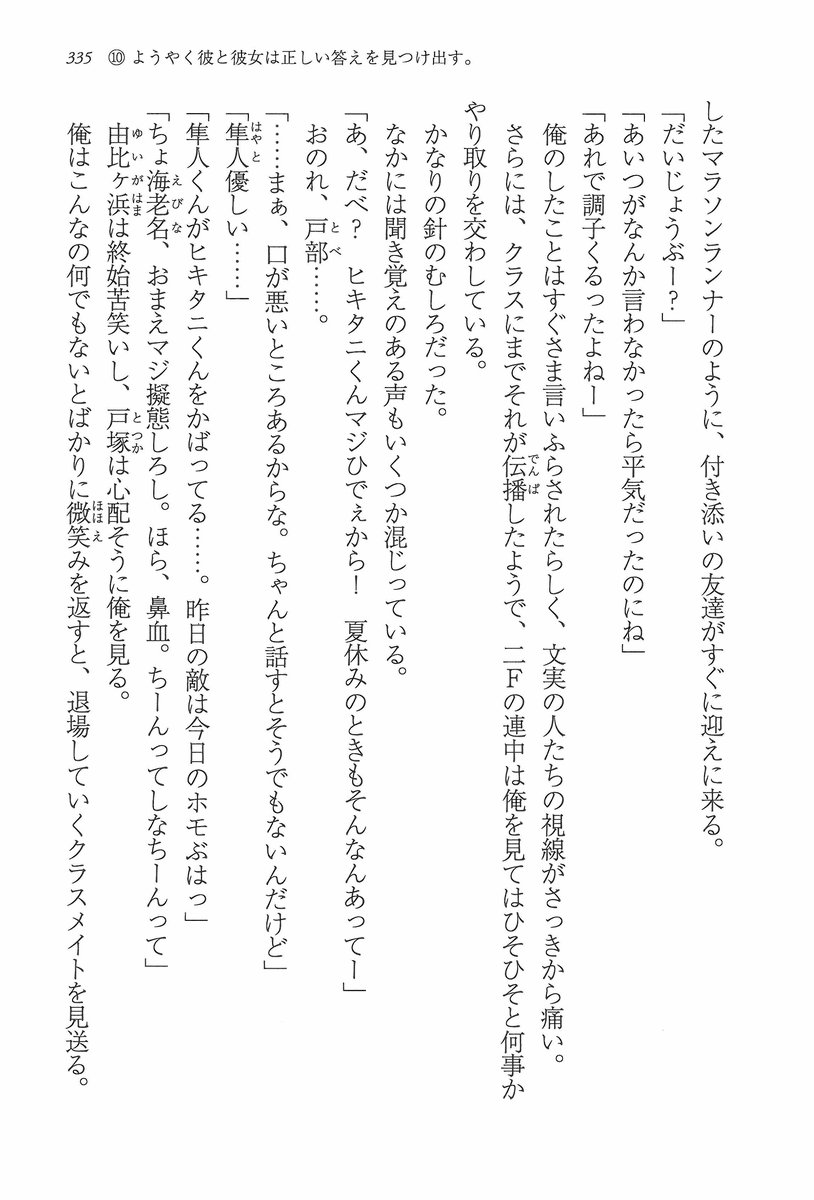 335　⑩ ようやく彼と彼女は正しい答えを見つけ出す。
したマラソンランナーのように、付き添いの友達がすぐに迎えに来る。
「だいじょうぶー？」
「あいつがなんか言わなかったら平気だったのにね」
「あれで調子くるったよねー」
　俺のしたことはすぐさま言いふらされたらしく、文実の人たちの視線がさっきから痛い。
　さらには、クラスにまでそれが伝播したようで、二Ｆの連中は俺を見てはひそひそと何事か
やり取りを交わしている。
　かなりの針のむしろだった。
　なかには聞き覚えのある声もいくつか混じっている。
「あ、だべ？　ヒキタニくんマジひでぇから！　夏休みのときもそんなんあってー」
　おのれ、戸部……。
「……まぁ、口が悪いところあるからな。ちゃんと話すとそうでもないんだけど」
「隼人優しい……」
「隼人くんがヒキタニくんをかばってる……。昨日の敵は今日のホモぶはっ」
「ちょ海老名、おまえマジ擬態しろし。ほら、鼻血。ちーんってしなちーんって」
　由比ヶ浜は終始苦笑いし、戸塚は心配そうに俺を見る。
　俺はこんなの何でもないとばかりに微笑みを返すと、退場していくクラスメイトを見送る。